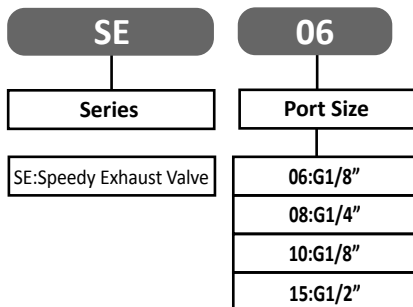 SE 06
Series Port Size
SE:Speedy Exhaust Valve 06:G1/8”
08:G1/4”
10:G1/8”
15:G1/2”